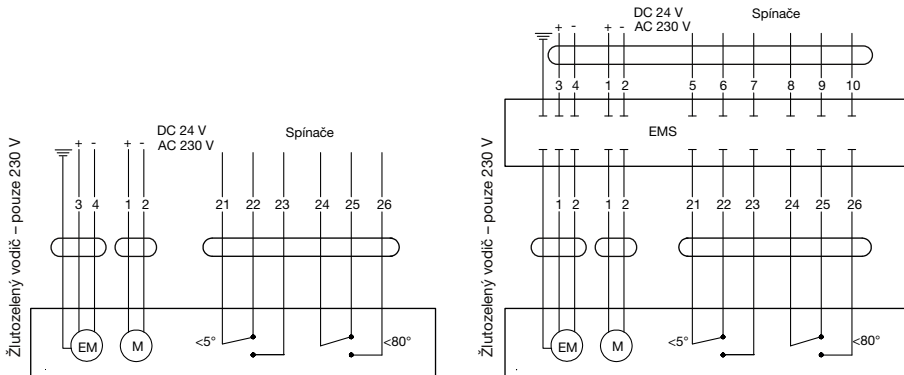 Žlutozelený vodič – pouze 230 V
+ - + -
DC 24 V
AC 230 V
Spínače
3 4 1 2 21 22 23 24 25 26
EM
M
<5°
<80°
Žlutozelený vodič – pouze 230 V
DC 24 V
AC 230 V
Spínače
+ - + -
3 4 1 2 5 6 7 8 9 10
EMS
1 2 1 2 21 22 23 24 25 26
EM
M
<5°
<80°